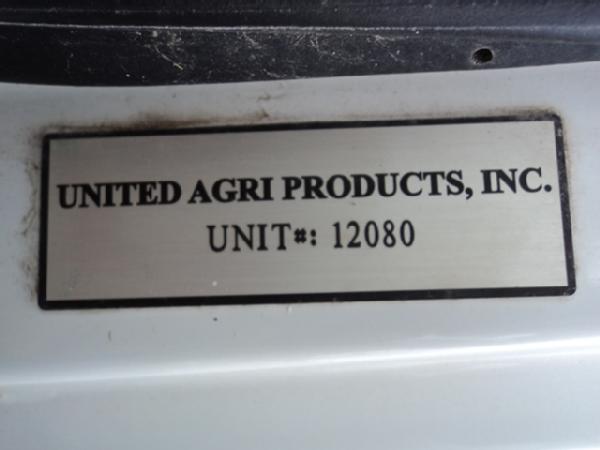 UNITED AGRI PRODUCTS, INC.
UNIT#: 12080